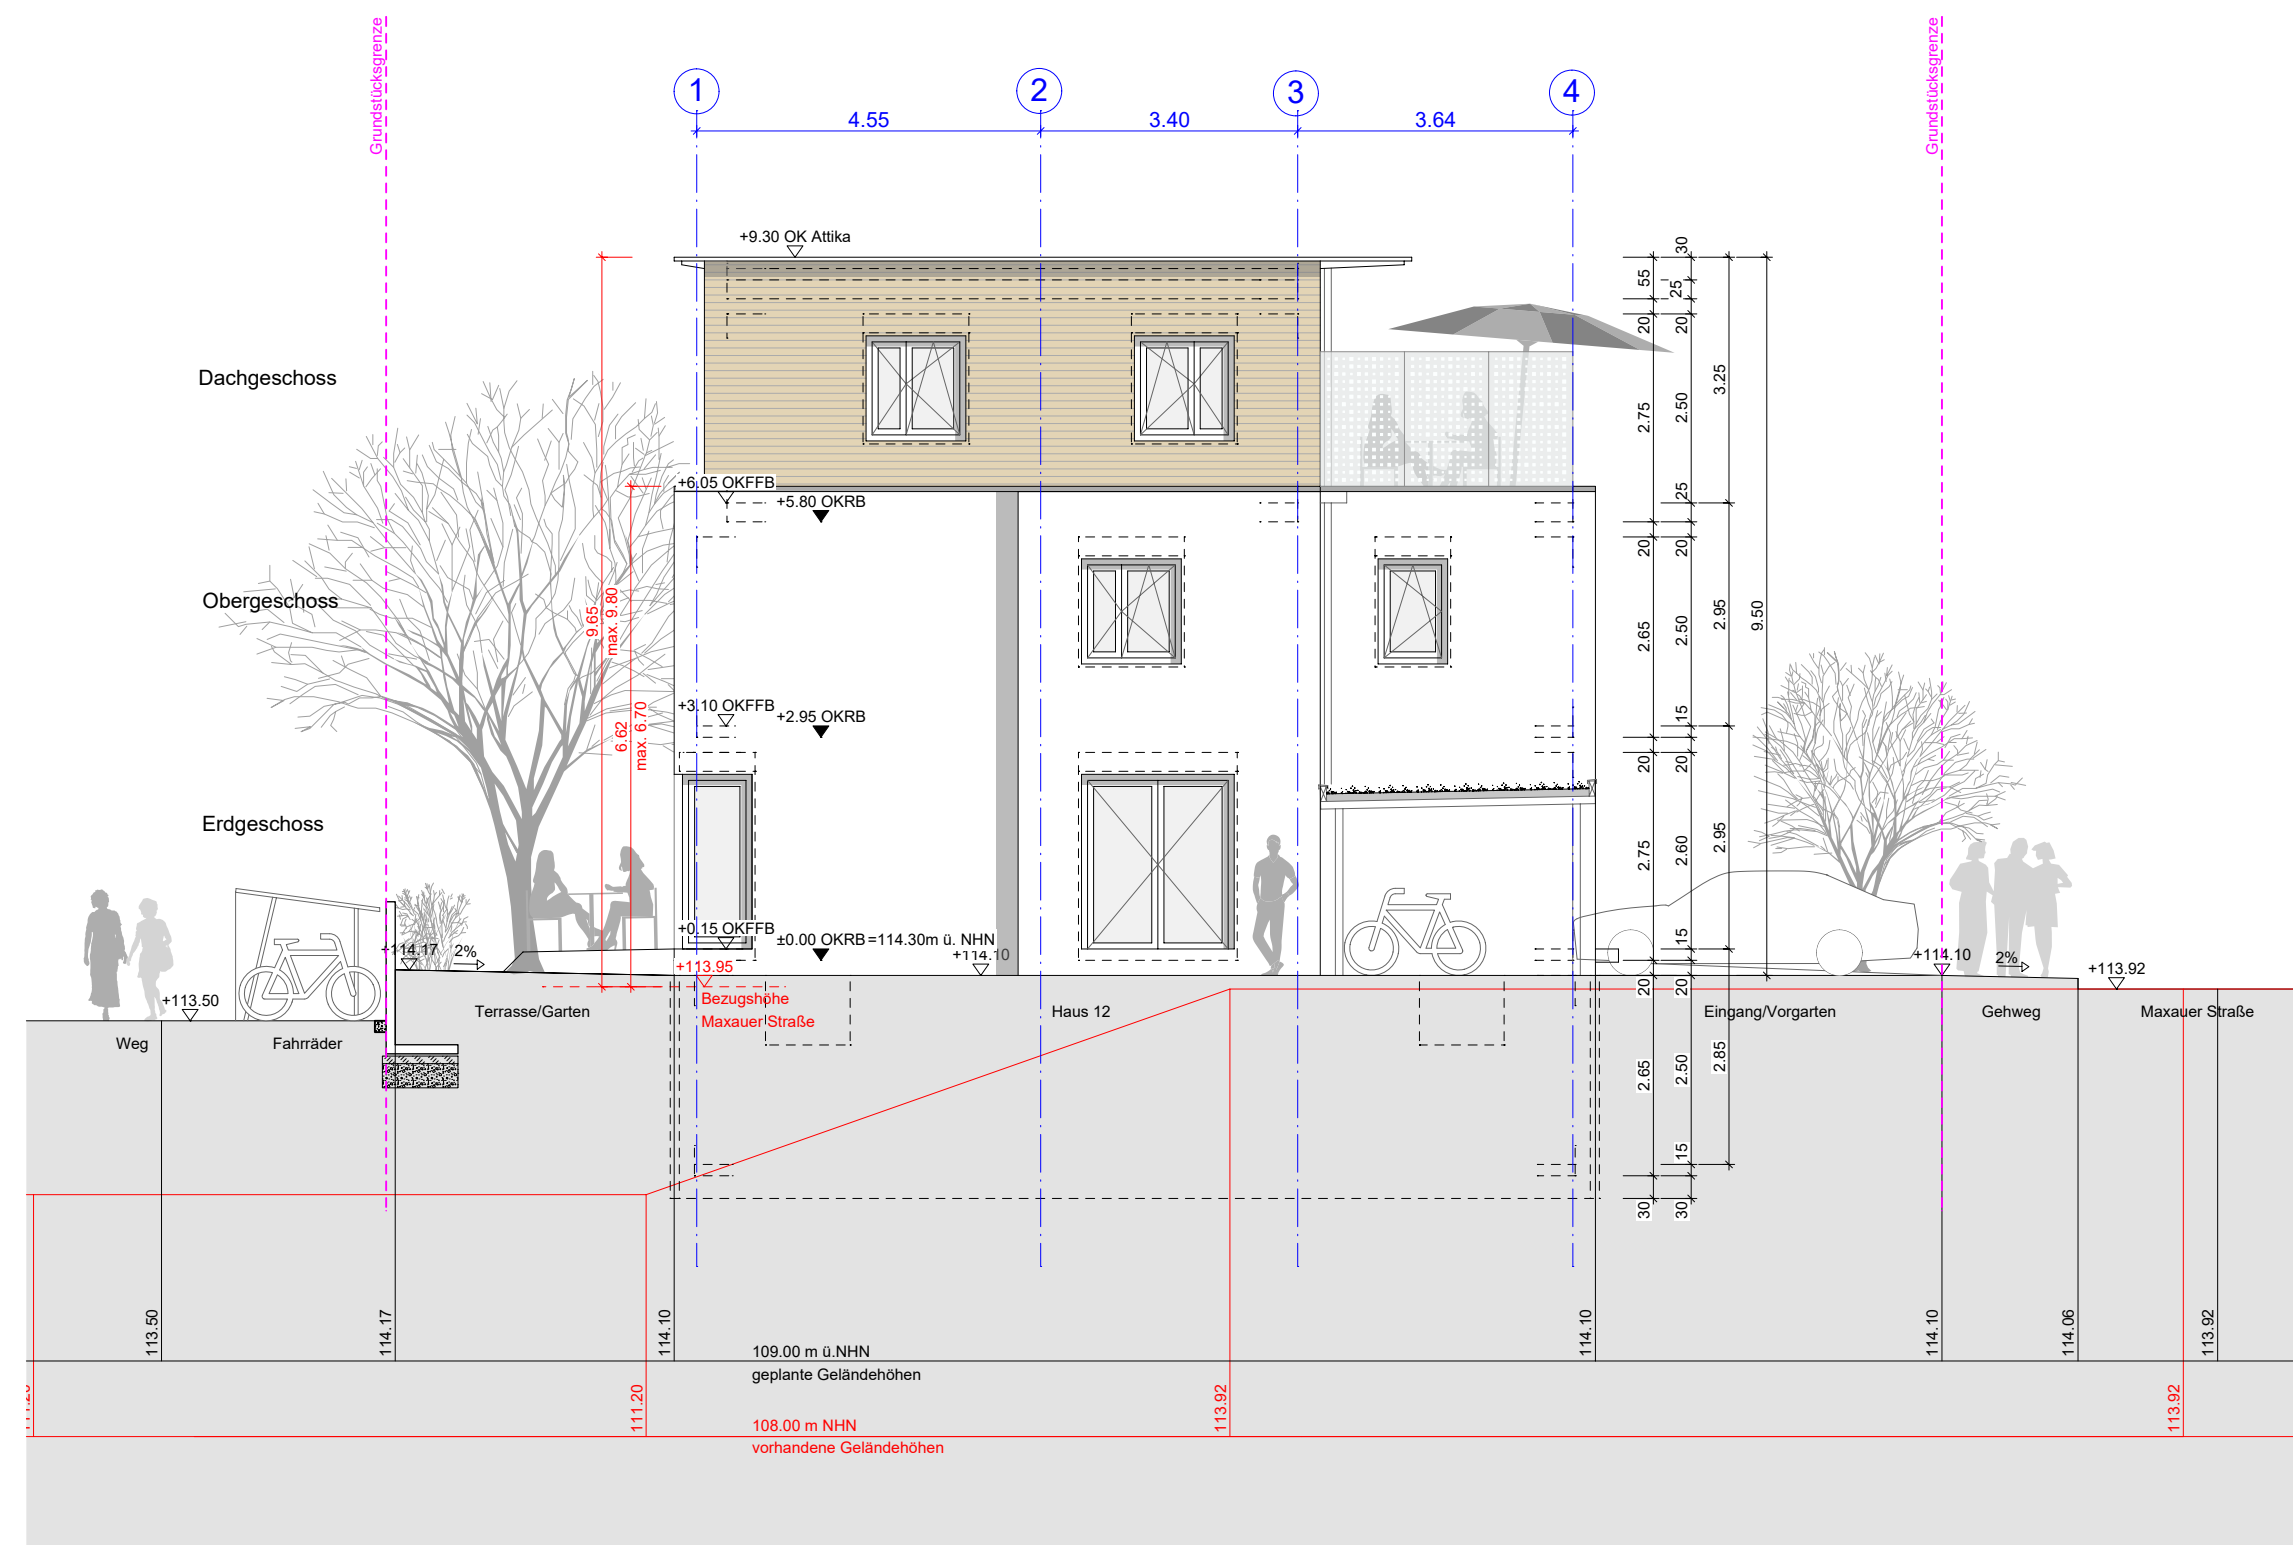 Grundstücksgrenze
Grundstücksgrenze
1
2
3
4
4.55
3.40
3.64
+9.30 OK Attika
Dachgeschoss
+6.05 OKFFB
+5.80 OKRB
Obergeschoss
+3.10 OKFFB
+2.95 OKRB
Erdgeschoss
+0.15 OKFFB
±0.00 OKRB =114.30m ü. NHN
+114.10
+113.95
Bezugshöhe
Maxauer Straße
9.65
max. 9.80
6.62
max. 6.70
30
55
25
20
20
2.75
2.50
3.25
25
20
20
2.65
2.50
2.95
9.50
15
20
20
2.75
2.60
2.95
15
20
20
2.65
2.50
2.85
15
30
30
+114.17
2%
+113.50
+114.10
2%
+113.92
Weg
Fahrräder
Terrasse/Garten
Haus 12
Eingang/Vorgarten
Gehweg
Maxauer Straße
113.50
114.17
114.10
114.10
114.10
114.06
113.92
109.00 m ü.NHN
geplante Geländehöhen
111.20
113.92
113.92
108.00 m NHN
vorhandene Geländehöhen